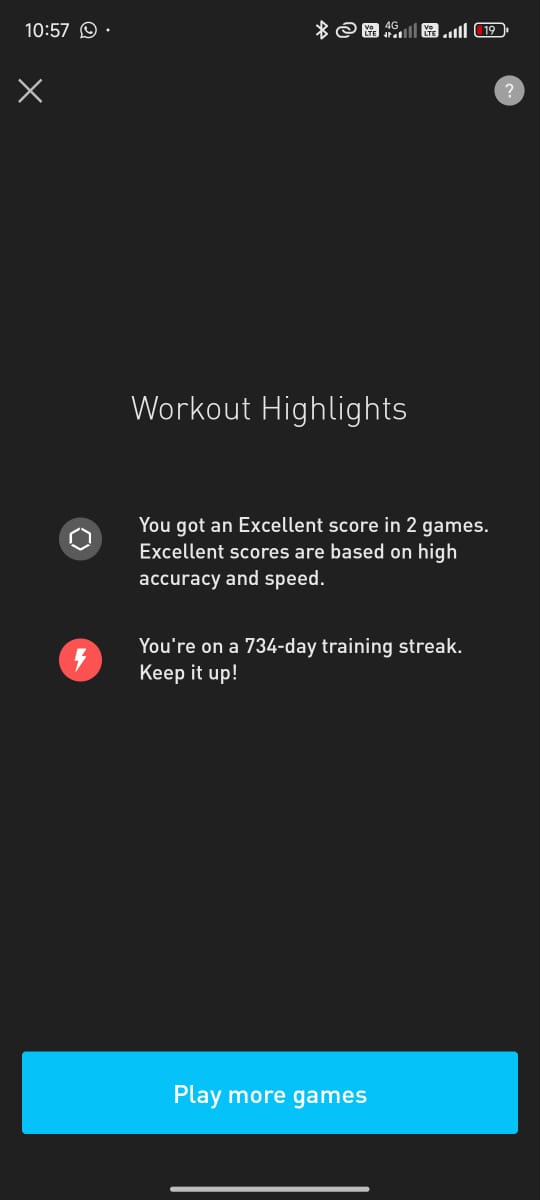 10:57
Vo LTE 4G Vo LTE 19
?
Workout Highlights
You got an Excellent score in 2 games.
Excellent scores are based on high
accuracy and speed.
You're on a 734-day training streak.
Keep it up!
Play more games